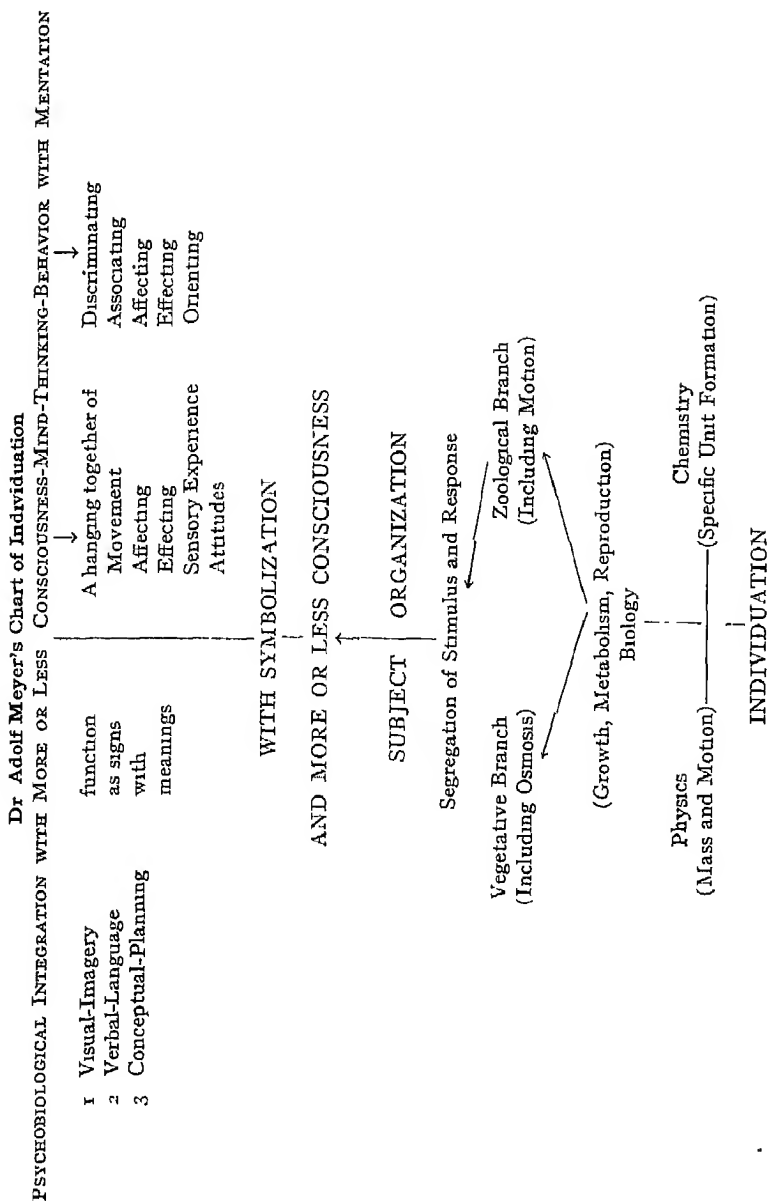 Dr Adolf Meyer's Chart of Individuation
PSYCHOBIOLOGICAL INTEGRATION WITH MORE OR LESS CONSCIOUSNESS-MIND-THINKING-BEHAVIOR WITH MENTATION
1 Visual-Imagery
2 Verbal-Language
3 Conceptual-Planning
function
as signs
with
meanings
A hanging together of
Movement
Affecting
Effecting
Sensory Experience
Attitudes
Discriminating
Associating
Affecting
Effecting
Orienting
WITH SYMBOLIZATION
AND MORE OR LESS CONSCIOUSNESS
SUBJECT ORGANIZATION
Segregation of Stimulus and Response
Vegetative Branch
(Including Osmosis)
Zoological Branch
(Including Motion)
(Growth, Metabolism, Reproduction)
Biology
Physics
(Mass and Motion)
Chemistry
(Specific Unit Formation)
INDIVIDUATION